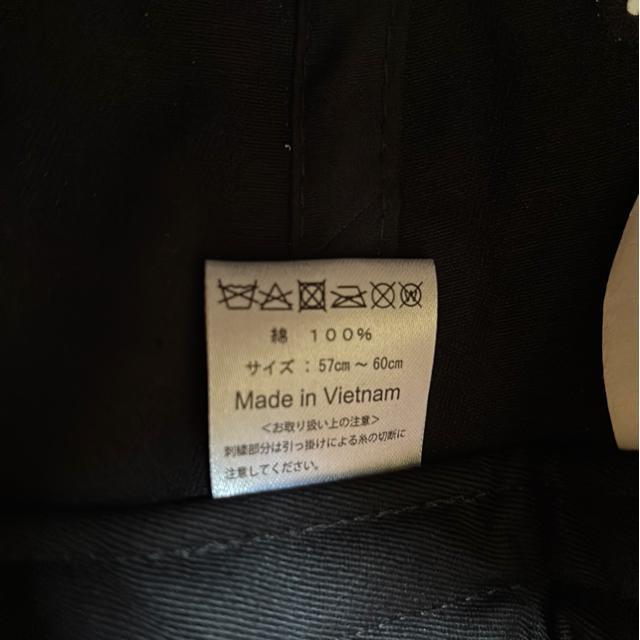 綿 100%
サイズ : 57cm～60cm
Made in Vietnam
<お取り扱い上の注意>
刺繍部分は引っ掛けによる糸の切断に
注意してください。